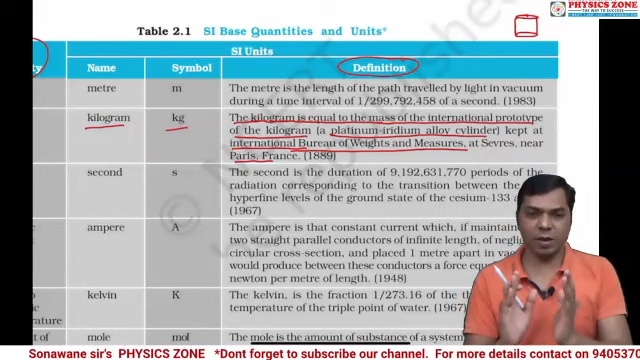 PHYSICS ZONE
THE WAY TO SUCCESS
Table 2.1 SI Base Quantities and Units*
SI Units
Name Symbol Definition
metre m The metre is the length of the path travelled by light in vacuum
during a time interval of 1/299,792,458 of a second. (1983)
kilogram kg The kilogram is equal to the mass of the international prototype
of the kilogram (a platinum-iridium alloy cylinder) kept at
international Bureau of Weights and Measures, at Sevres, near
Paris, France. (1889)
second s The second is the duration of 9,192,631,770 periods of the
radiation corresponding to the transition between the
hyperfine levels of the ground state of the cesium-133
(1967)
ampere A The ampere is that constant current which, if maintain
two straight parallel conductors of infinite length, of neglig
circular cross-section, and placed 1 metre apart in
would produce between these conductors a force
newton per metre of length. (1948)
kelvin K The kelvin, is the fraction 1/273.16 of the
temperature of the triple point of water. (1967)
mole mol The mole is the amount of substance of a system
Sonawane sir's PHYSICS ZONE *Dont forget to subscribe our channel. For more details contact on 9405370